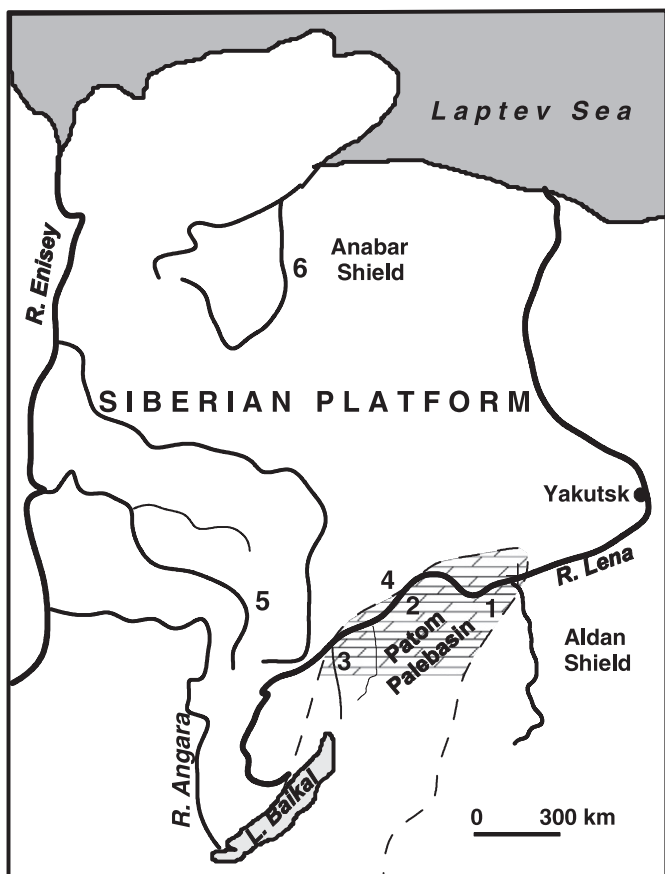 Laptev Sea
R. Enisey
6
Anabar
Shield
SIBERIAN PLATFORM
Yakutsk
R. Lena
4
2
1
5
3
Patom
Palebasin
Aldan
Shield
R. Angara
L. Baikal
0 300 km